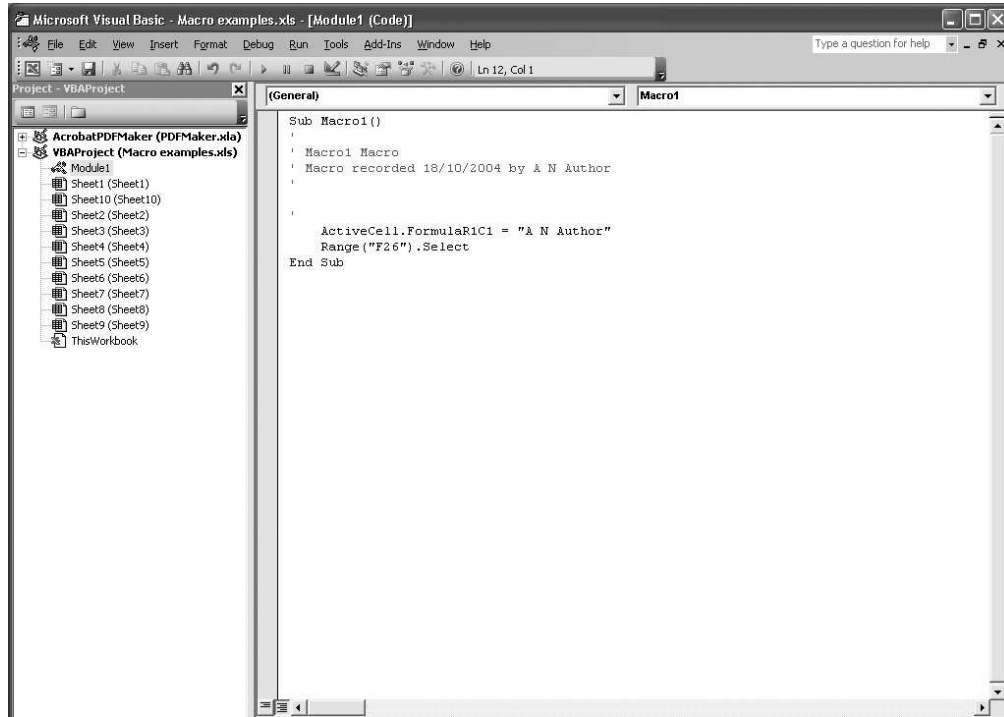 Microsoft Visual Basic - Macro examples.xls - [Module1 (Code)]
File Edit View Insert Format Debug Run Tools Add-Ins Window Help Type a question for help
Ln 12, Col 1
Project - VBAProject
(General) Macro1
AcrobatPDFMaker (PDFMaker.xla)
VBAProject (Macro examples.xls)
Module1
Sheet1 (Sheet1)
Sheet10 (Sheet10)
Sheet2 (Sheet2)
Sheet3 (Sheet3)
Sheet4 (Sheet4)
Sheet5 (Sheet5)
Sheet6 (Sheet6)
Sheet7 (Sheet7)
Sheet8 (Sheet8)
Sheet9 (Sheet9)
ThisWorkbook
Sub Macro1()
'
' Macro1 Macro
' Macro recorded 18/10/2004 by A N Author
'
'
ActiveCell.FormulaR1C1 = "A N Author"
Range("F26").Select
End Sub